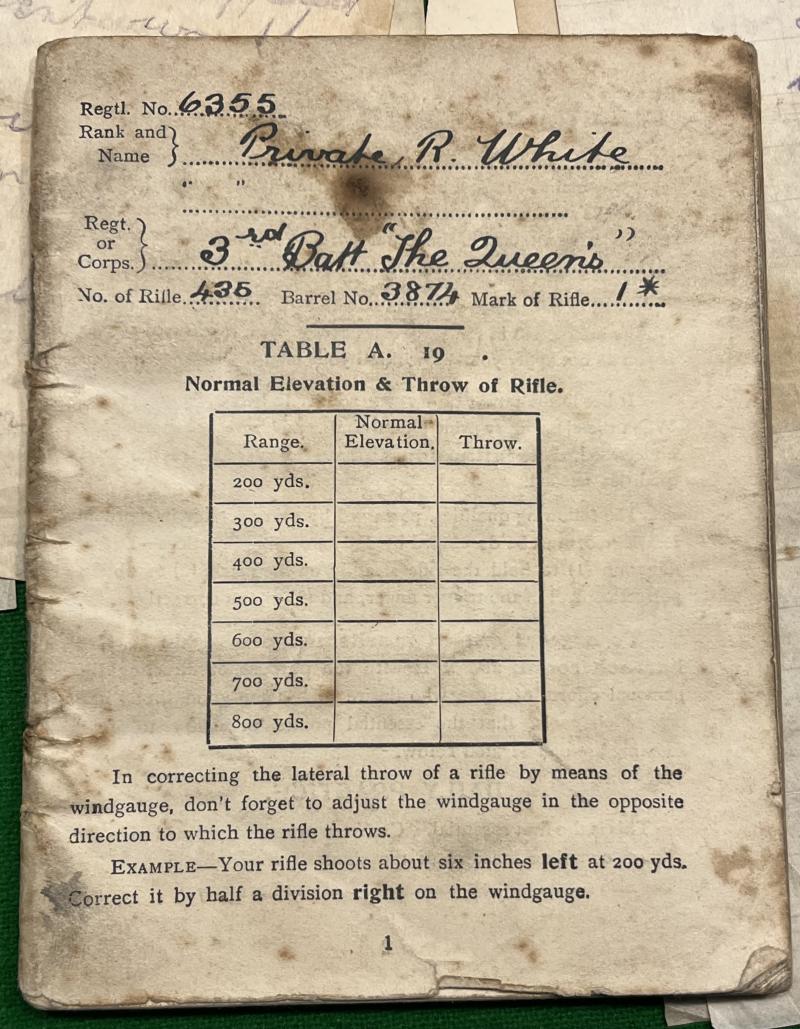 Regtl. No. 6355
Rank and Name } Private R. White
" "
Regt. or Corps. } 3rd Batt "The Queen's"
No. of Rifle. 435 Barrel No. 3874 Mark of Rifle. 1*
TABLE A. 19 .
Normal Elevation & Throw of Rifle.
Range. Normal Elevation. Throw.
200 yds.
300 yds.
400 yds.
500 yds.
600 yds.
700 yds.
800 yds.
In correcting the lateral throw of a rifle by means of the
windgauge, don't forget to adjust the windgauge in the opposite
direction to which the rifle throws.
EXAMPLE—Your rifle shoots about six inches left at 200 yds.
Correct it by half a division right on the windgauge.
1